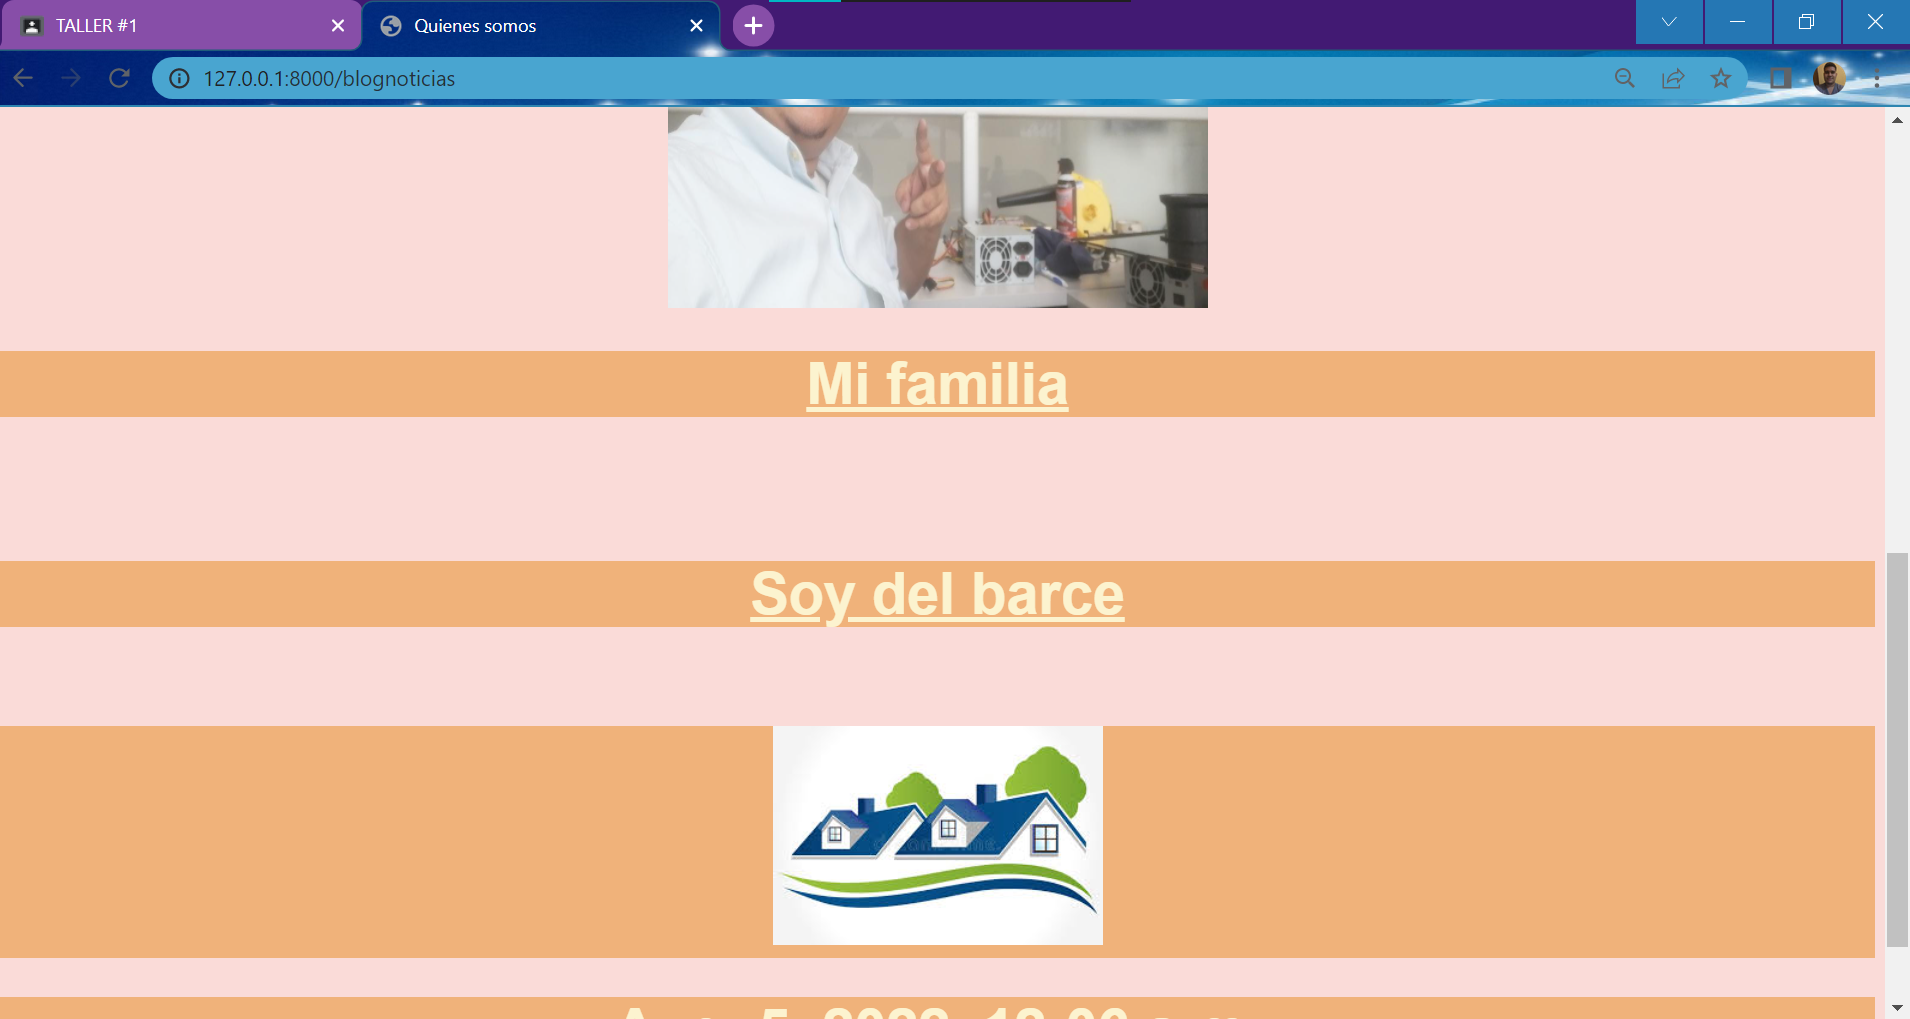 TALLER #1
Quienes somos
127.0.0.1:8000/blognoticias
Mi familia
Soy del barce